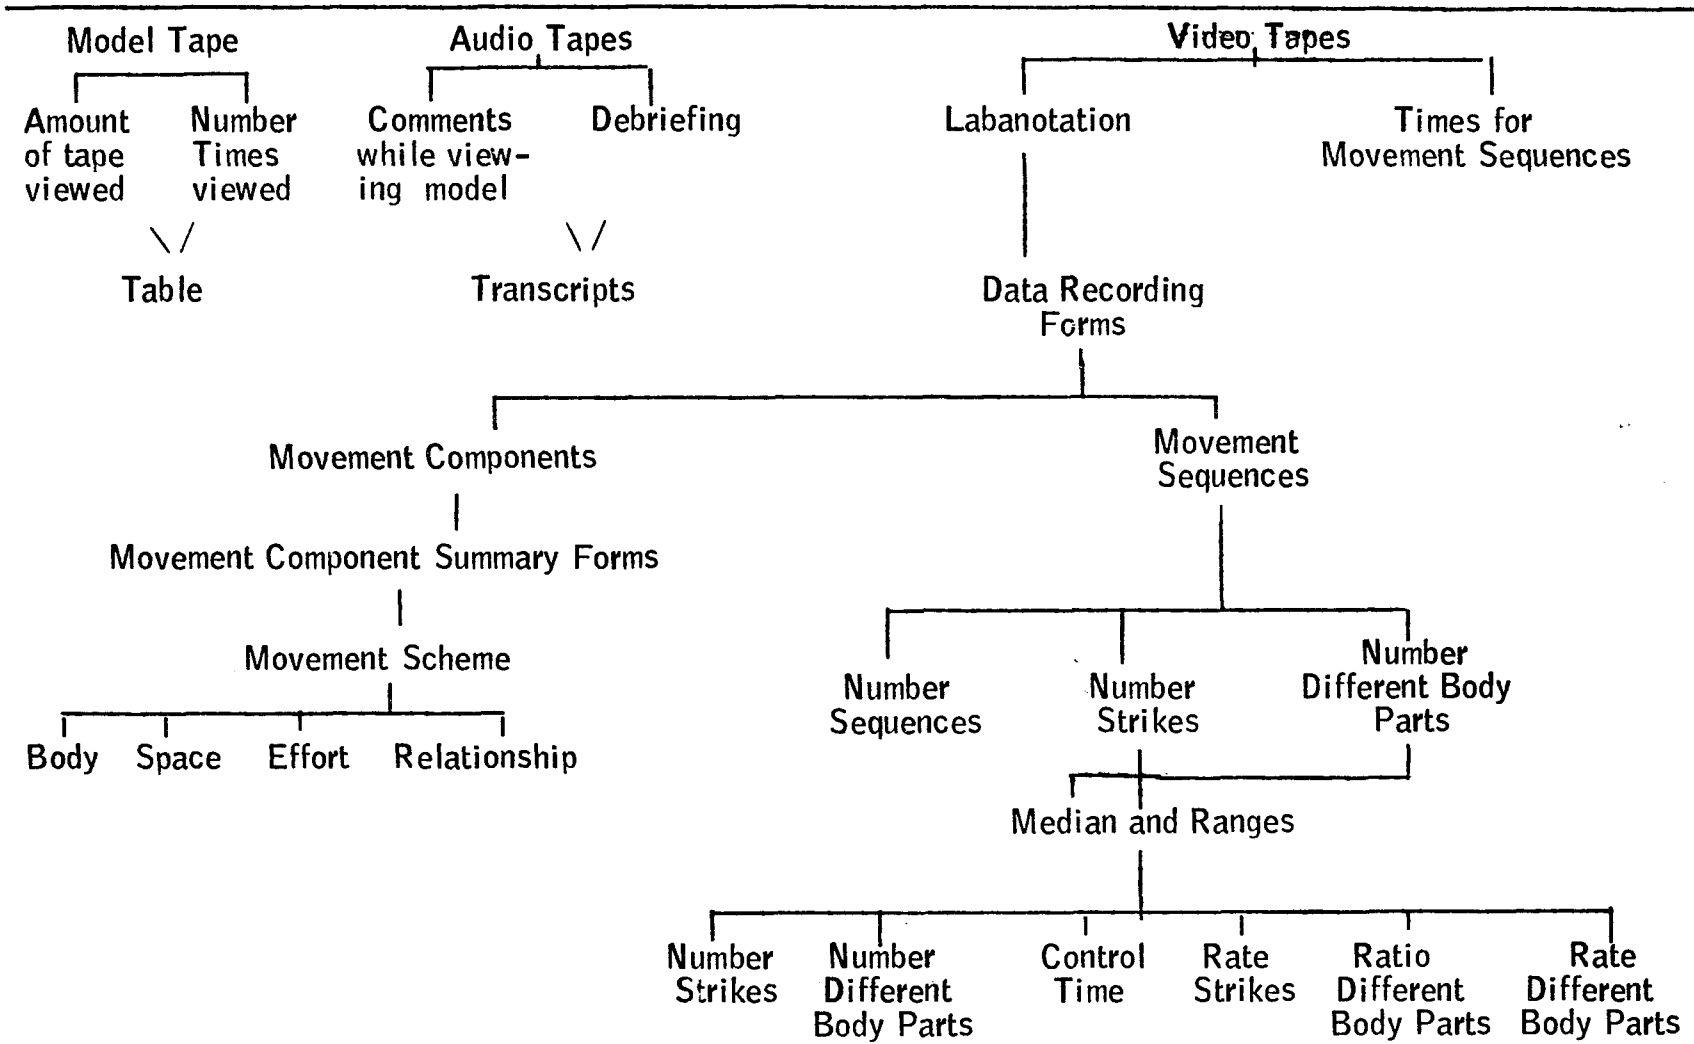 Model Tape
Audio Tapes
Video Tapes
Amount
of tape
viewed
Number
Times
viewed
Comments
while view-
ing model
Debriefing
Labanotation
Times for
Movement Sequences
Table
Transcripts
Data Recording
Forms
Movement Components
Movement
Sequences
Movement Component Summary Forms
Movement Scheme
Body
Space
Effort
Relationship
Number
Sequences
Number
Strikes
Number
Different Body
Parts
Median and Ranges
Number
Strikes
Number
Different
Body Parts
Control
Time
Rate
Strikes
Ratio
Different
Body Parts
Rate
Different
Body Parts